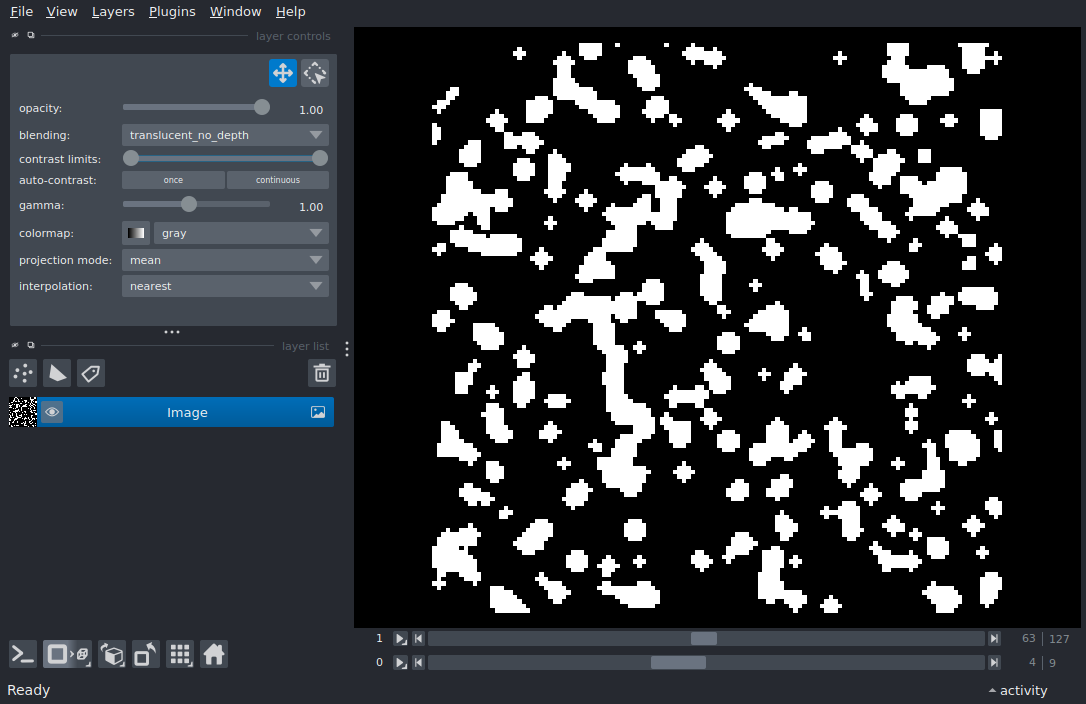 File View Layers Plugins Window Help
layer controls
opacity: 1.00
blending: translucent_no_depth
contrast limits:
auto-contrast: once continuous
gamma: 1.00
colormap: gray
projection mode: mean
interpolation: nearest
layer list
Image
1 63 127
0 4 9
Ready activity